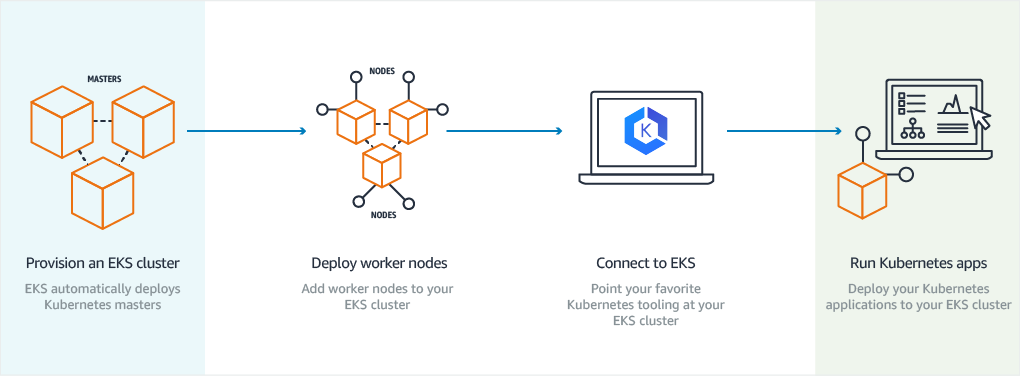 MASTERS
Provision an EKS cluster
EKS automatically deploys
Kubernetes masters
NODES
NODES
Deploy worker nodes
Add worker nodes to your
EKS cluster
K
Connect to EKS
Point your favorite
Kubernetes tooling at your
EKS cluster
Run Kubernetes apps
Deploy your Kubernetes
applications to your EKS cluster